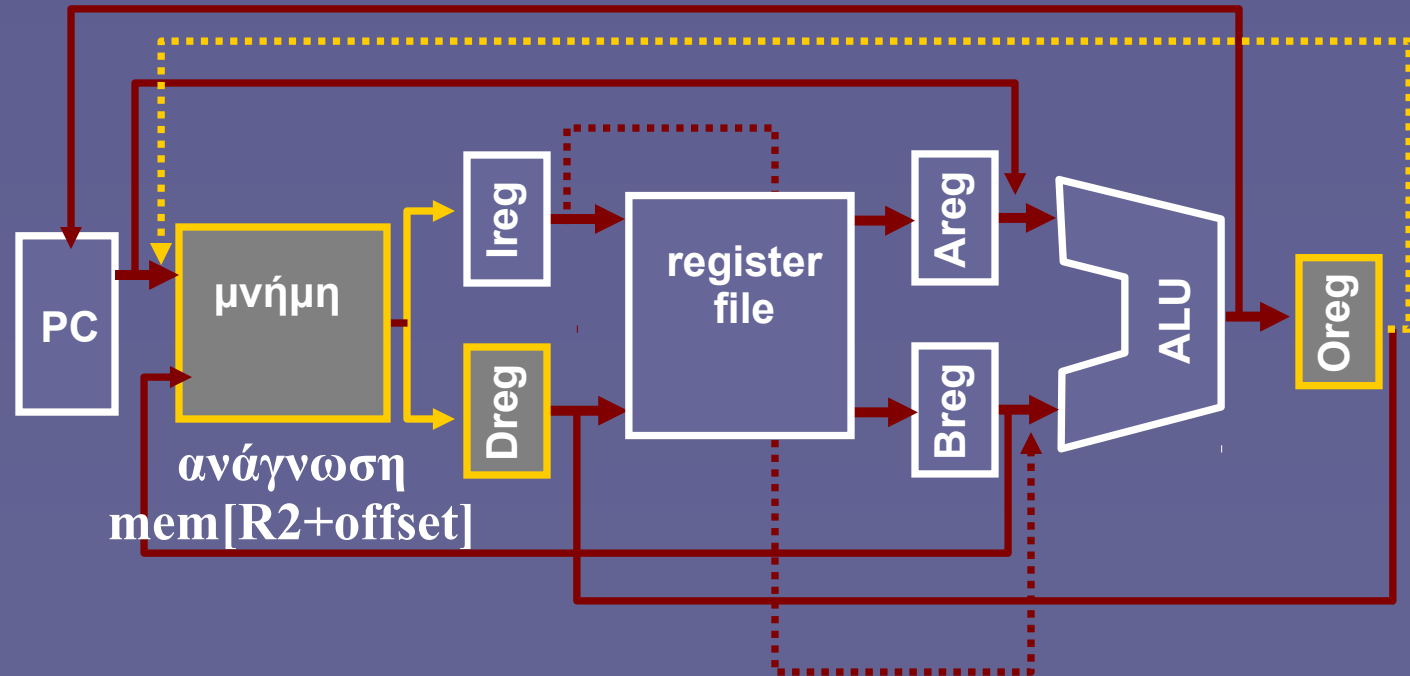 PC
μνήμη
Ireg
Dreg
register
file
Areg
Breg
ALU
Oreg
ανάγνωση
mem[R2+offset]